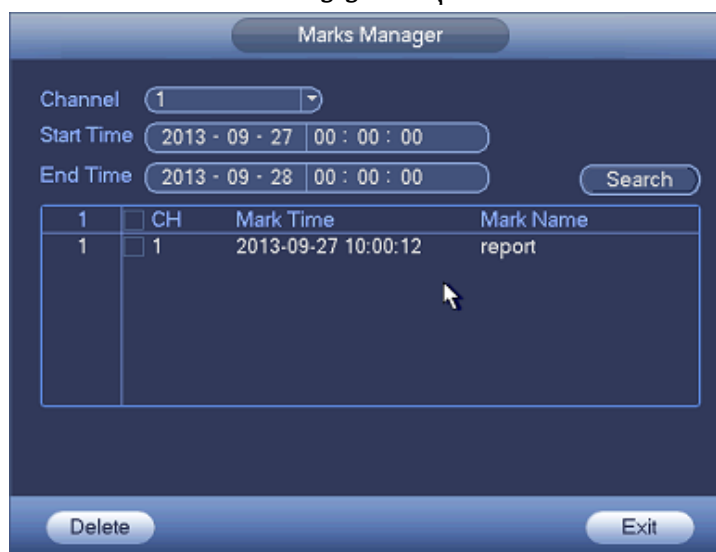 Marks Manager
Channel 1
Start Time 2013 - 09 - 27 00 : 00 : 00
End Time 2013 - 09 - 28 00 : 00 : 00
Search
1 CH Mark Time Mark Name
1 1 2013-09-27 10:00:12 report
Delete Exit